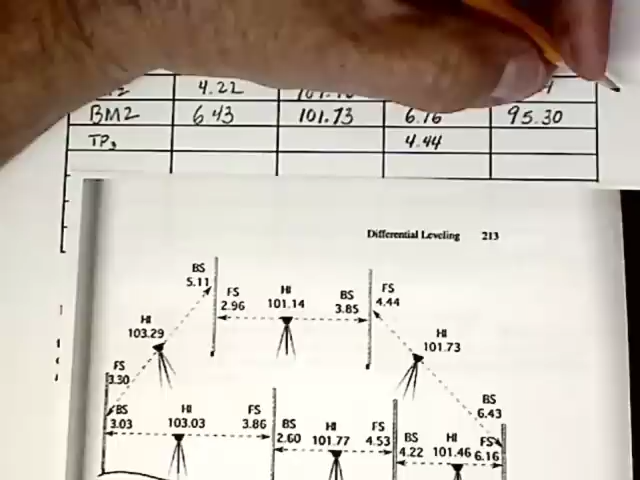 4.22
BM2 6.43 101.73 6.16 95.30
TP3 4.44
Differential Leveling 213
BS
5.11
FS
2.96
HI
101.14
BS
3.85
FS
4.44
HI
103.29
HI
101.73
FS
3.30
BS
3.03
HI
103.03
FS
3.86
BS
2.60
HI
101.77
FS
4.53
BS
4.22
HI
101.46
BS
6.43
FS
6.16